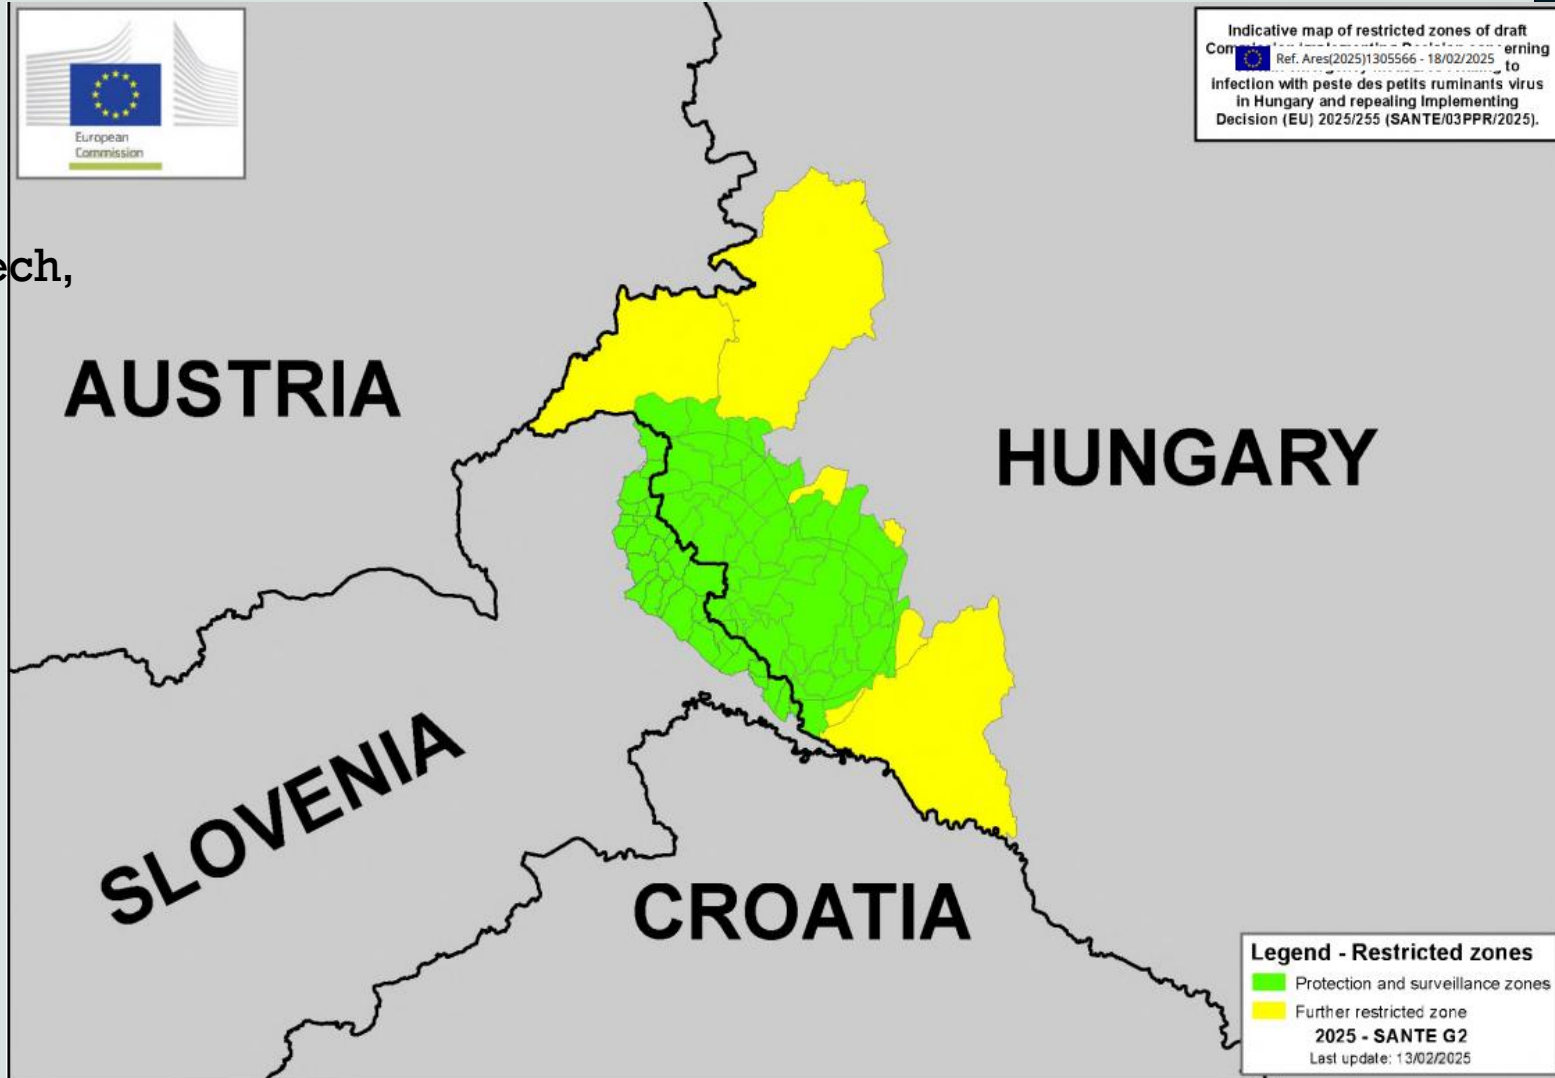 European
Commission
Indicative map of restricted zones of draft
erning
Ref. Ares(2025)1305566 - 18/02/2025
to
infection with peste des petits ruminants virus
in Hungary and repealing Implementing
Decision (EU) 2025/255 (SANTE/03PPR/2025).
ech,
AUSTRIA
HUNGARY
SLOVENIA
CROATIA
Legend - Restricted zones
Protection and surveillance zones
Further restricted zone
2025 - SANTE G2
Last update: 13/02/2025